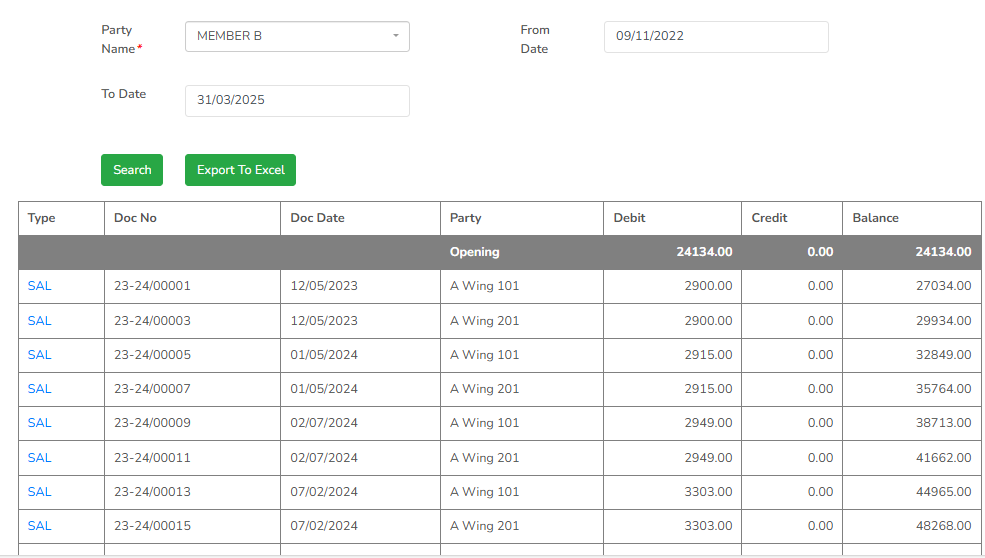 Party Name* MEMBER B From Date 09/11/2022
To Date 31/03/2025
Search Export To Excel
Type Doc No Doc Date Party Debit Credit Balance
Opening 24134.00 0.00 24134.00
SAL 23-24/00001 12/05/2023 A Wing 101 2900.00 0.00 27034.00
SAL 23-24/00003 12/05/2023 A Wing 201 2900.00 0.00 29934.00
SAL 23-24/00005 01/05/2024 A Wing 101 2915.00 0.00 32849.00
SAL 23-24/00007 01/05/2024 A Wing 201 2915.00 0.00 35764.00
SAL 23-24/00009 02/07/2024 A Wing 101 2949.00 0.00 38713.00
SAL 23-24/00011 02/07/2024 A Wing 201 2949.00 0.00 41662.00
SAL 23-24/00013 07/02/2024 A Wing 101 3303.00 0.00 44965.00
SAL 23-24/00015 07/02/2024 A Wing 201 3303.00 0.00 48268.00